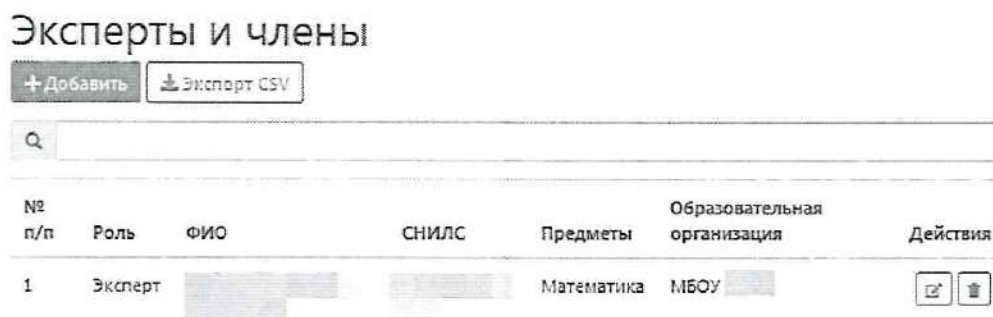 Эксперты и члены
+ Добавить Экспорт CSV
№ п/п Роль ФИО СНИЛС Предметы Образовательная организация Действия
1 Эксперт Математика МБОУ